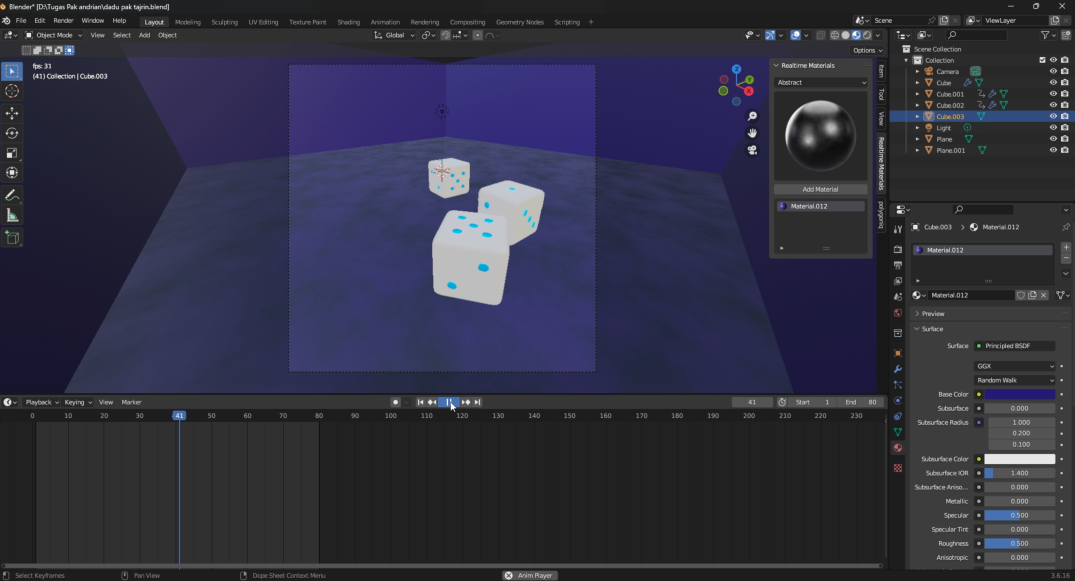 Blender* [D:\Tugas Pak andrian\dadu pak tajrin.blend]
File Edit Render Window Help Layout Modeling Sculpting UV Editing Texture Paint Shading Animation Rendering Compositing Geometry Nodes Scripting + Scene ViewLayer
Object Mode View Select Add Object Global
Options
fps: 31
(41) Collection | Cube.003
Z
Y
X
Realtime Materials
Abstract
Add Material
Material.012
Item
Tool
View
Realtime Materials
polygoniq
Scene Collection
Collection
Camera
Cube
Cube.001
Cube.002
Cube.003
Light
Plane
Plane.001
Cube.003 > Material.012
Material.012
Material.012
Preview
Surface
Surface Principled BSDF
GGX
Random Walk
Base Color
Subsurface 0.000
Subsurface Radius 1.000
0.200
0.100
Subsurface Color
Subsurface IOR 1.400
Subsurface Aniso... 0.000
Metallic 0.000
Specular 0.500
Specular Tint 0.000
Roughness 0.500
Anisotropic 0.000
Playback Keying View Marker 41 Start 1 End 80
0 10 20 30 41 50 60 70 80 90 100 110 120 130 140 150 160 170 180 190 200 210 220 230
Select Keyframes Pan View Dope Sheet Context Menu Anim Player 3.6.16